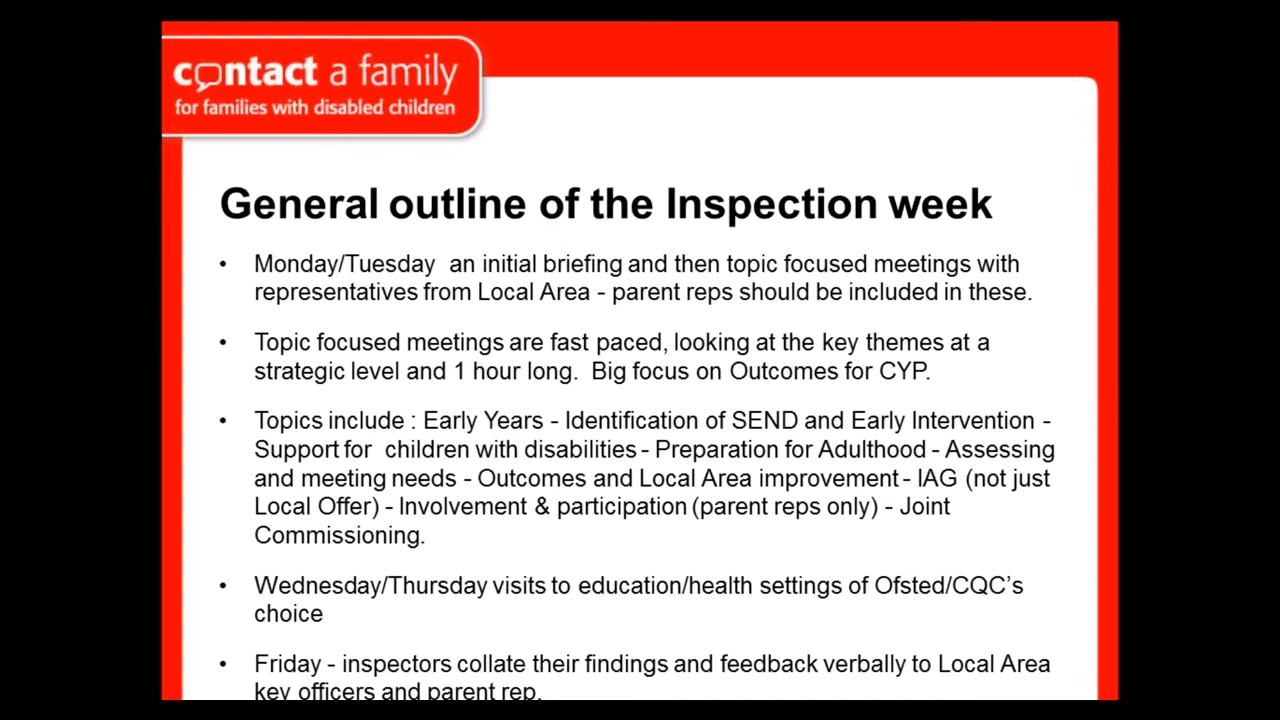 contact a family
for families with disabled children
General outline of the Inspection week
• Monday/Tuesday an initial briefing and then topic focused meetings with
representatives from Local Area - parent reps should be included in these.
• Topic focused meetings are fast paced, looking at the key themes at a
strategic level and 1 hour long. Big focus on Outcomes for CYP.
• Topics include : Early Years - Identification of SEND and Early Intervention -
Support for children with disabilities - Preparation for Adulthood - Assessing
and meeting needs - Outcomes and Local Area improvement - IAG (not just
Local Offer) - Involvement & participation (parent reps only) - Joint
Commissioning.
• Wednesday/Thursday visits to education/health settings of Ofsted/CQC's
choice
• Friday - inspectors collate their findings and feedback verbally to Local Area
key officers and parent rep.